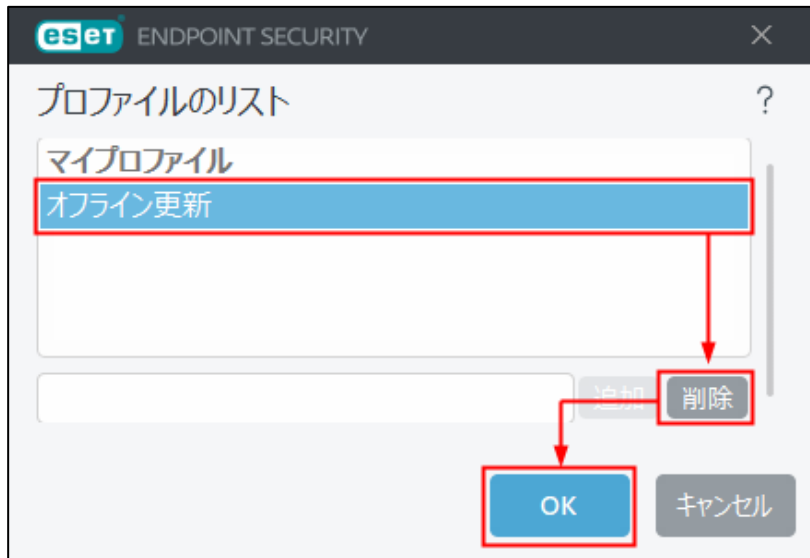 eset ENDPOINT SECURITY
プロファイルのリスト
?
マイプロファイル
オフライン更新
追加 削除
OK キャンセル